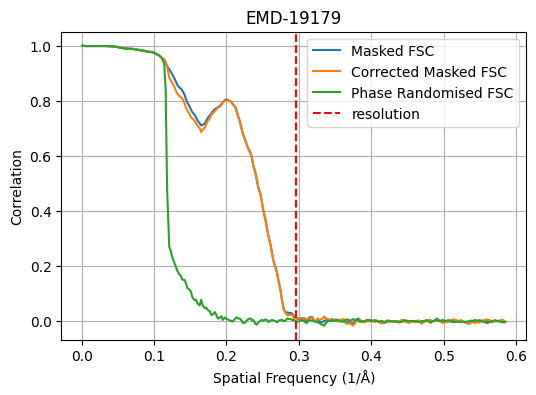 EMD-19179
Masked FSC
Corrected Masked FSC
Phase Randomised FSC
resolution
Correlation
1.0
0.8
0.6
0.4
0.2
0.0
0.0 0.1 0.2 0.3 0.4 0.5 0.6
Spatial Frequency (1/Å)